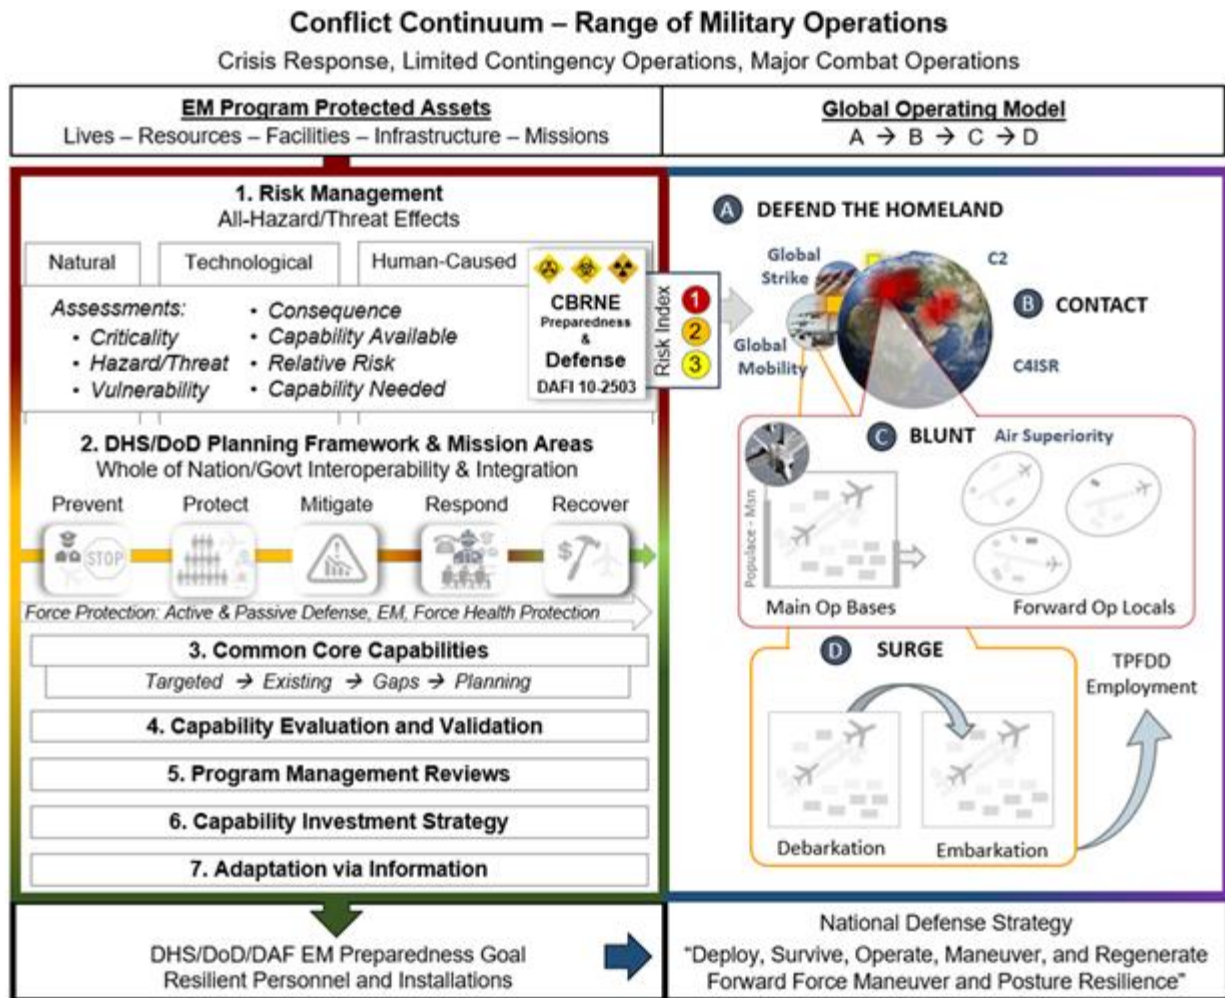 Conflict Continuum – Range of Military Operations
Crisis Response, Limited Contingency Operations, Major Combat Operations
EM Program Protected Assets
Lives – Resources – Facilities – Infrastructure – Missions
Global Operating Model
A → B → C → D
1. Risk Management
All-Hazard/Threat Effects
Natural
Technological
Human-Caused
Assessments:
• Criticality
• Hazard/Threat
• Vulnerability
• Consequence
• Capability Available
• Relative Risk
• Capability Needed
CBRNE
Preparedness
&
Defense
DAFI 10-2503
Risk Index
1
2
3
2. DHS/DoD Planning Framework & Mission Areas
Whole of Nation/Govt Interoperability & Integration
Prevent
Protect
Mitigate
Respond
Recover
STOP
$
Force Protection: Active & Passive Defense, EM, Force Health Protection
3. Common Core Capabilities
Targeted → Existing → Gaps → Planning
4. Capability Evaluation and Validation
5. Program Management Reviews
6. Capability Investment Strategy
7. Adaptation via Information
DHS/DoD/DAF EM Preparedness Goal
Resilient Personnel and Installations
A DEFEND THE HOMELAND
Global
Strike
C2
B CONTACT
Global
Mobility
C4ISR
C BLUNT
Air Superiority
Populace - Msn
Main Op Bases
Forward Op Locals
D SURGE
TPFDD
Employment
Debarkation
Embarkation
National Defense Strategy
"Deploy, Survive, Operate, Maneuver, and Regenerate
Forward Force Maneuver and Posture Resilience"